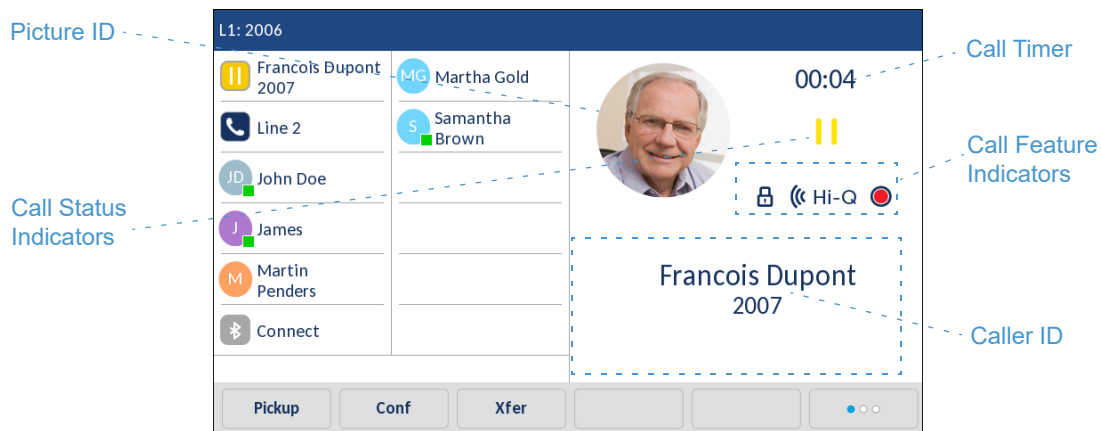 Picture ID
Call Status
Indicators
L1: 2006
Francois Dupont
2007
Line 2
JD John Doe
J James
M Martin
Penders
Connect
MG Martha Gold
S Samantha
Brown
00:04
Hi-Q
Francois Dupont
2007
Pickup
Conf
Xfer
Call Timer
Call Feature
Indicators
Caller ID